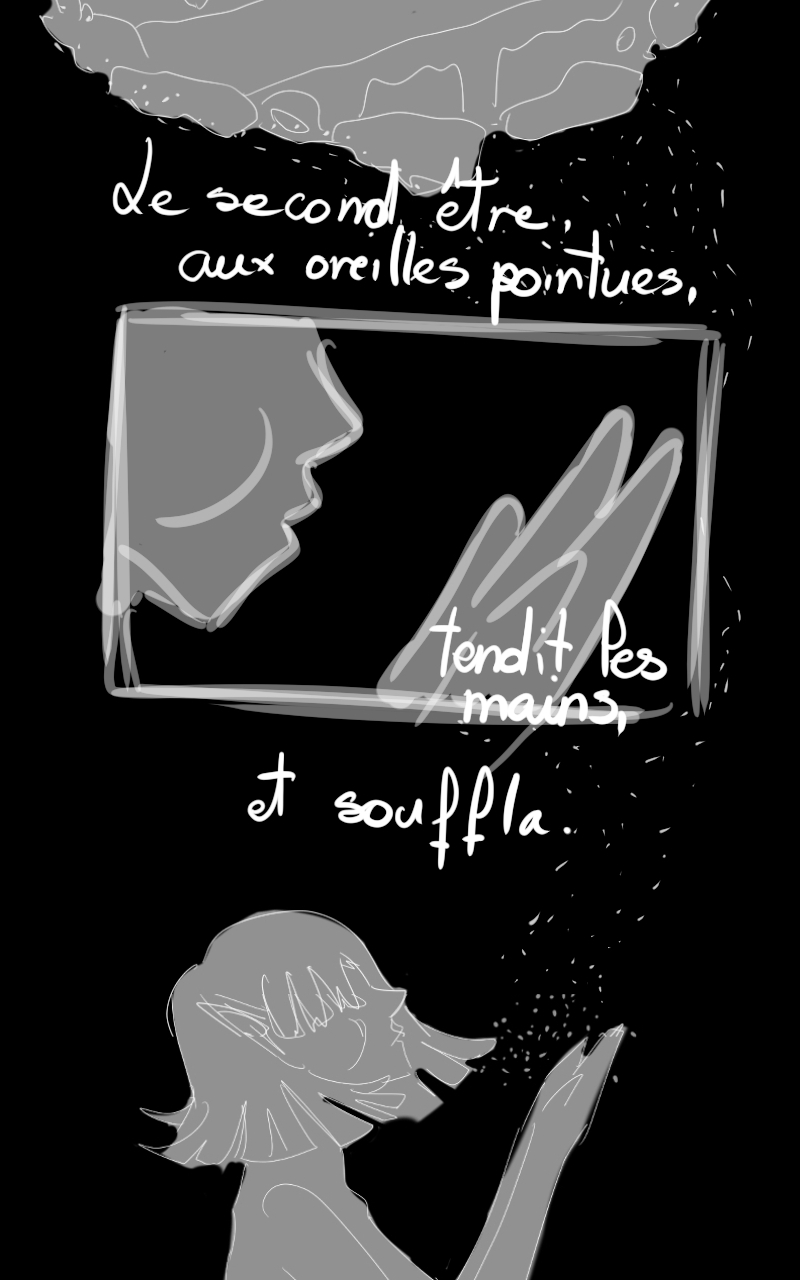 Le second être,
aux oreilles pointues,
tendit les
mains,
et souffla.